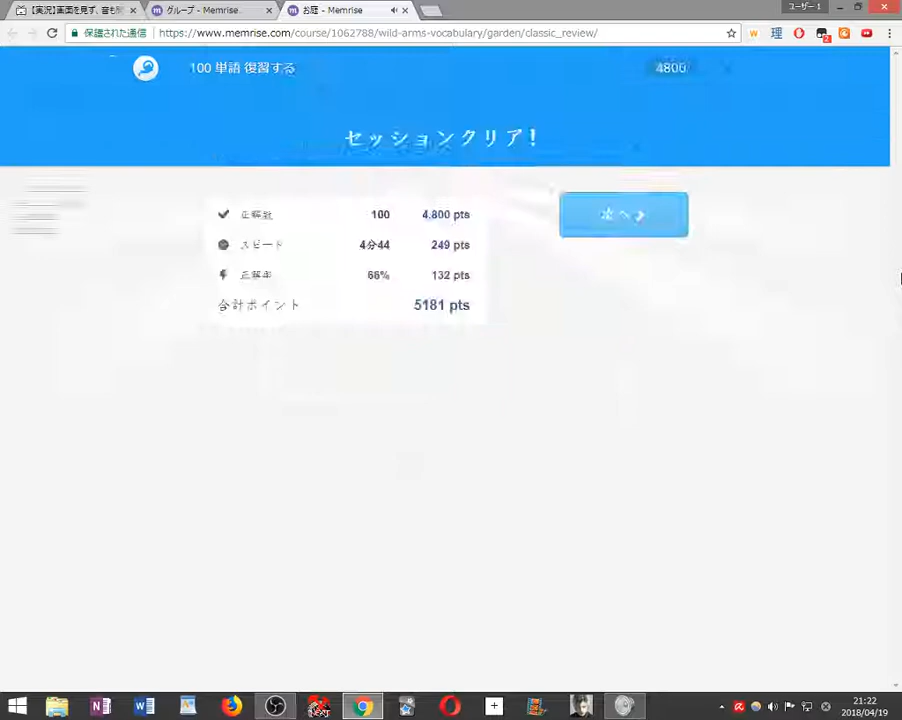 【実況】画面を見ず、音も
グループ - Memrise
お庭 - Memrise
ユーザー 1
保護された通信
https://www.memrise.com/course/1062788/wild-arms-vocabulary/garden/classic_review/
100 単語 復習する
4800
セッションクリア!
正解数 100 4,800 pts
次へ
スピード 4分44 249 pts
正解率 66% 132 pts
合計ポイント 5181 pts
21:22
2018/04/19